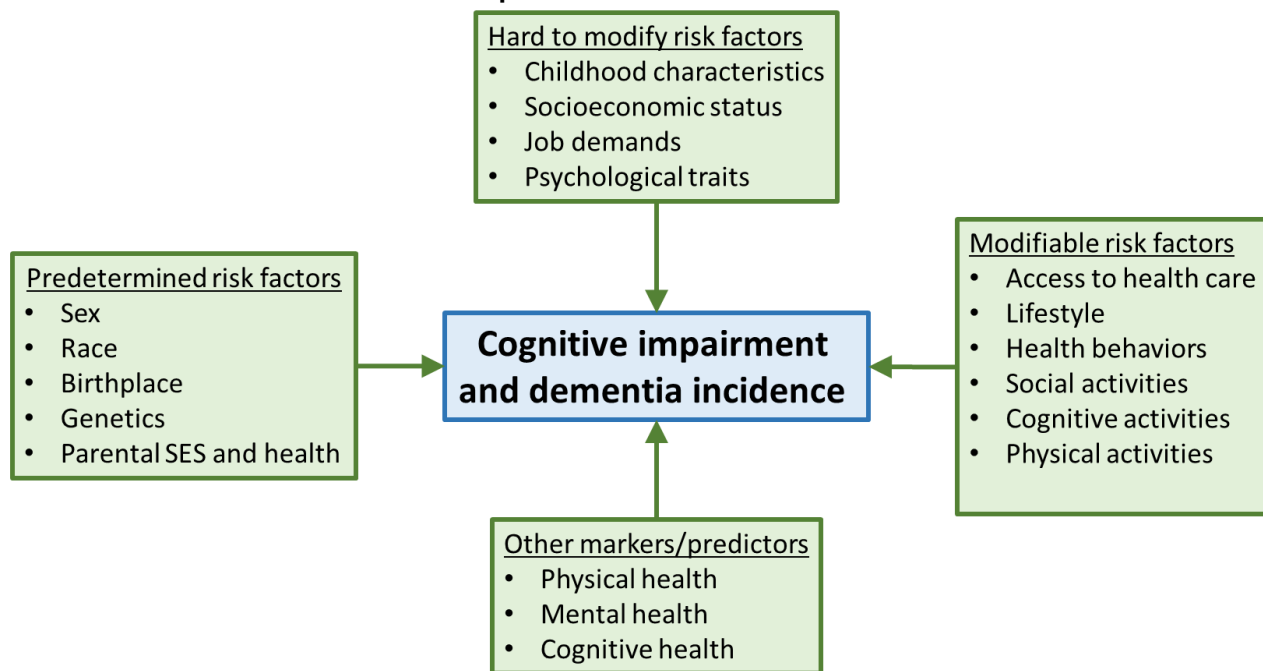 Hard to modify risk factors
• Childhood characteristics
• Socioeconomic status
• Job demands
• Psychological traits
Predetermined risk factors
• Sex
• Race
• Birthplace
• Genetics
• Parental SES and health
Cognitive impairment
and dementia incidence
Modifiable risk factors
• Access to health care
• Lifestyle
• Health behaviors
• Social activities
• Cognitive activities
• Physical activities
Other markers/predictors
• Physical health
• Mental health
• Cognitive health